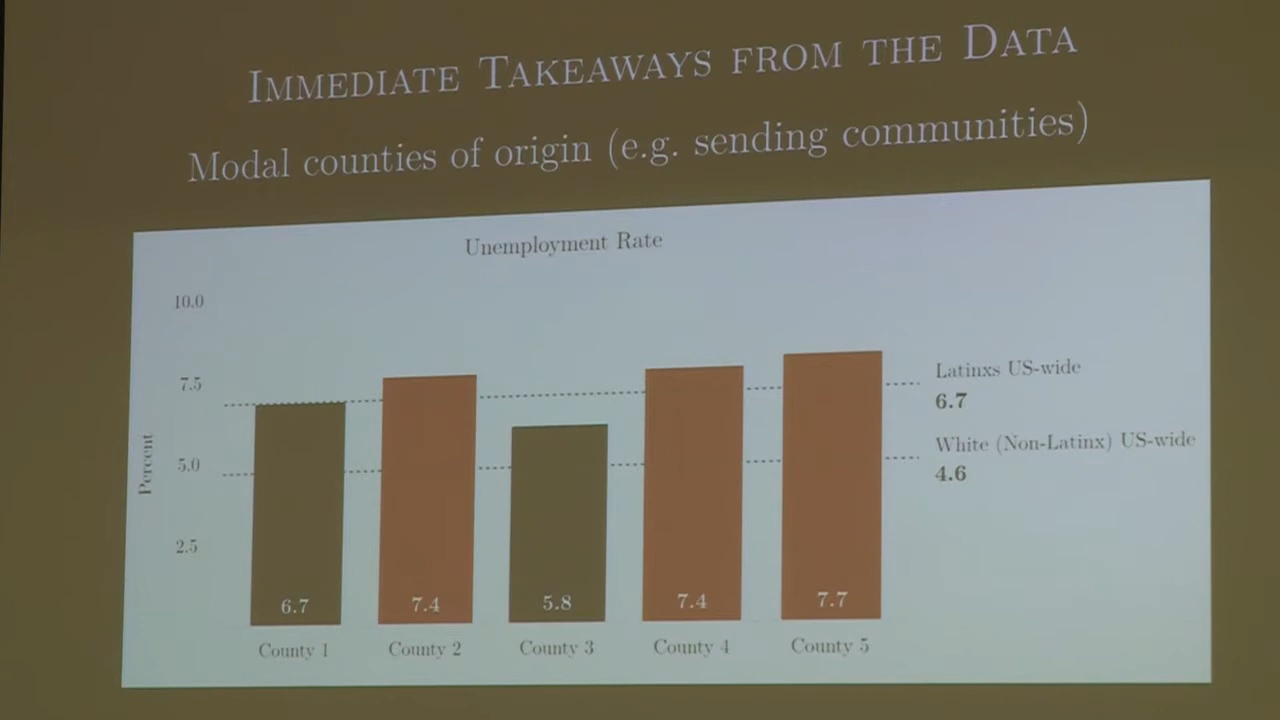 IMMEDIATE TAKEAWAYS FROM THE DATA
Modal counties of origin (e.g. sending communities)
Unemployment Rate
10.0
7.5
5.0
2.5
Percent
Latinxs US-wide
6.7
White (Non-Latinx) US-wide
4.6
6.7
7.4
5.8
7.4
7.7
County 1
County 2
County 3
County 4
County 5